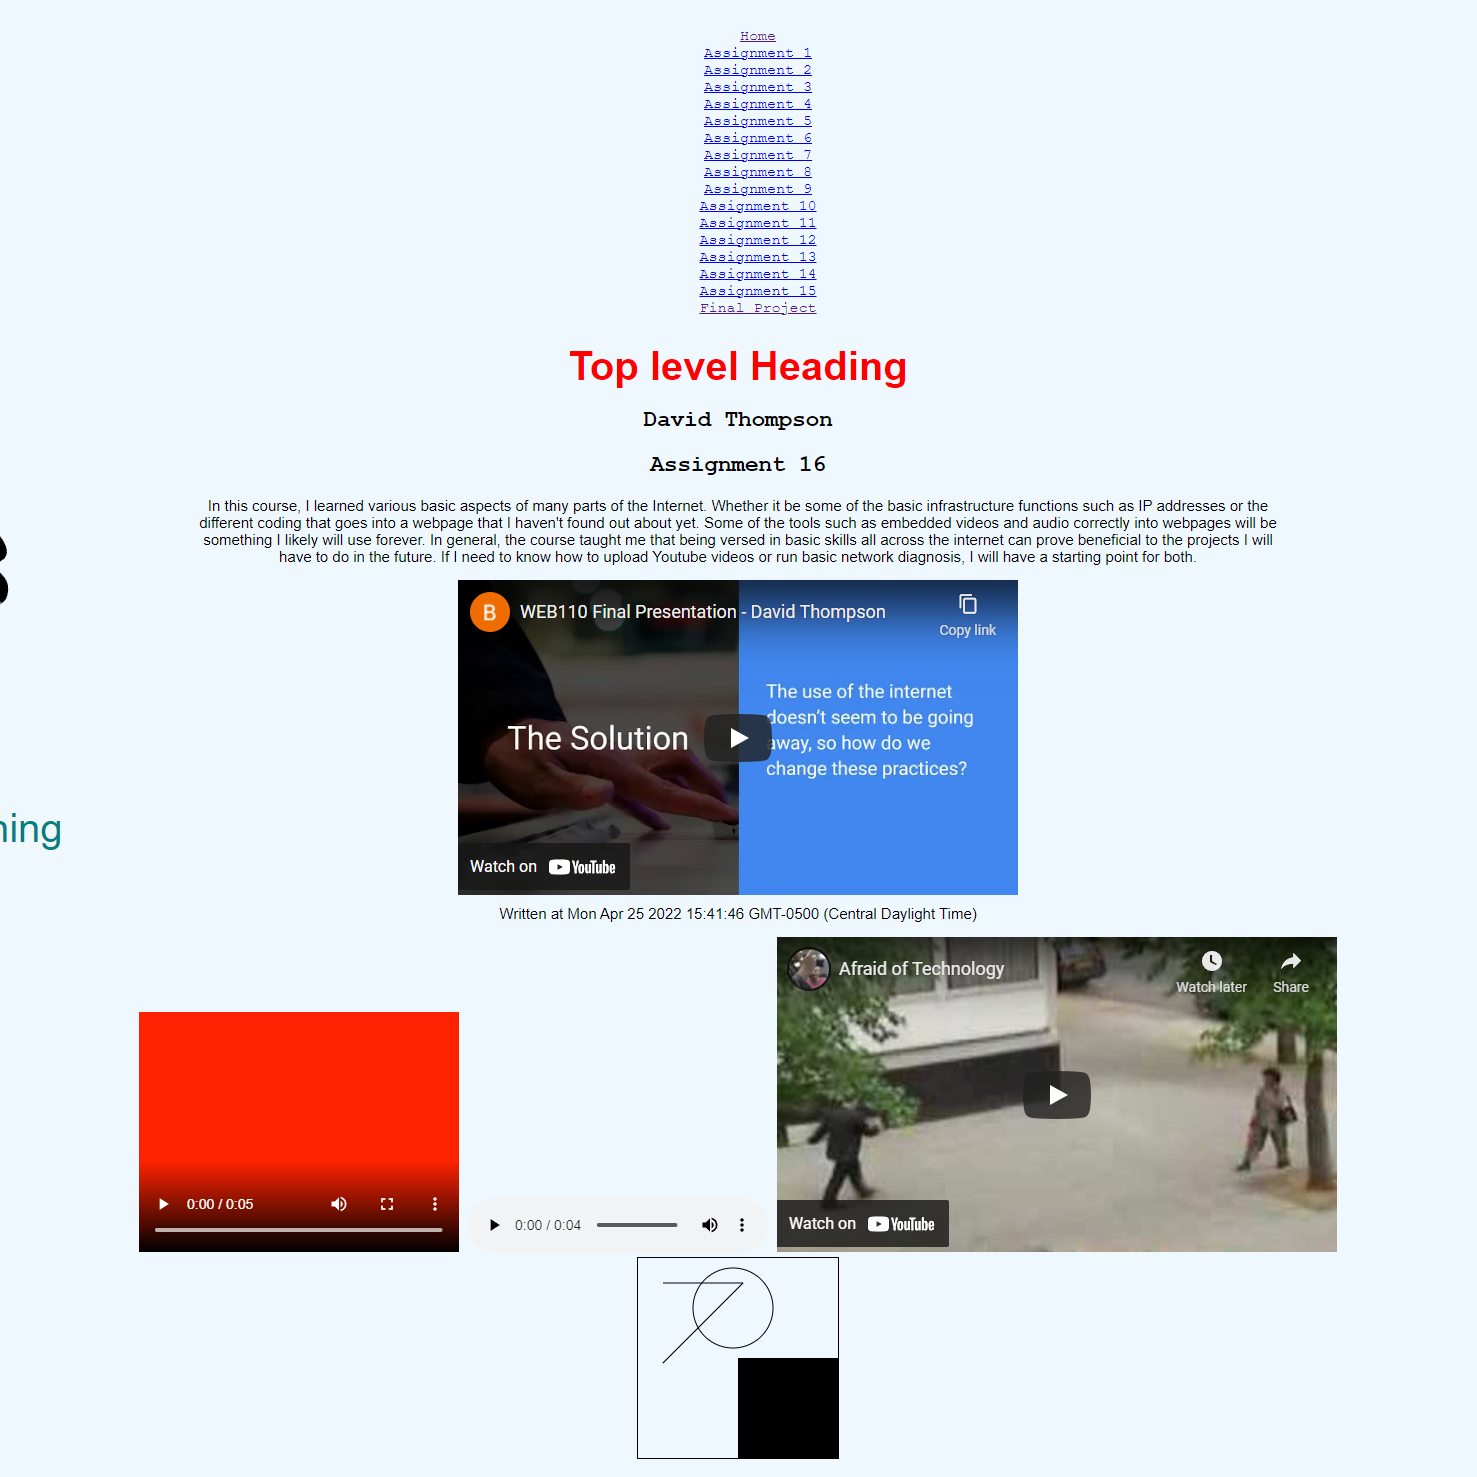 Home
Assignment 1
Assignment 2
Assignment 3
Assignment 4
Assignment 5
Assignment 6
Assignment 7
Assignment 8
Assignment 9
Assignment 10
Assignment 11
Assignment 12
Assignment 13
Assignment 14
Assignment 15
Final Project
Top level Heading
David Thompson
Assignment 16
In this course, I learned various basic aspects of many parts of the Internet. Whether it be some of the basic infrastructure functions such as IP addresses or the
different coding that goes into a webpage that I haven't found out about yet. Some of the tools such as embedded videos and audio correctly into webpages will be
something I likely will use forever. In general, the course taught me that being versed in basic skills all across the internet can prove beneficial to the projects I will
have to do in the future. If I need to know how to upload Youtube videos or run basic network diagnosis, I will have a starting point for both.
B WEB110 Final Presentation - David Thompson
Copy link
The Solution
The use of the internet
doesn't seem to be going
away, so how do we
change these practices?
Watch on YouTube
hing
Written at Mon Apr 25 2022 15:41:46 GMT-0500 (Central Daylight Time)
Afraid of Technology
Watch later
Share
Watch on YouTube
0:00 / 0:05
0:00 / 0:04